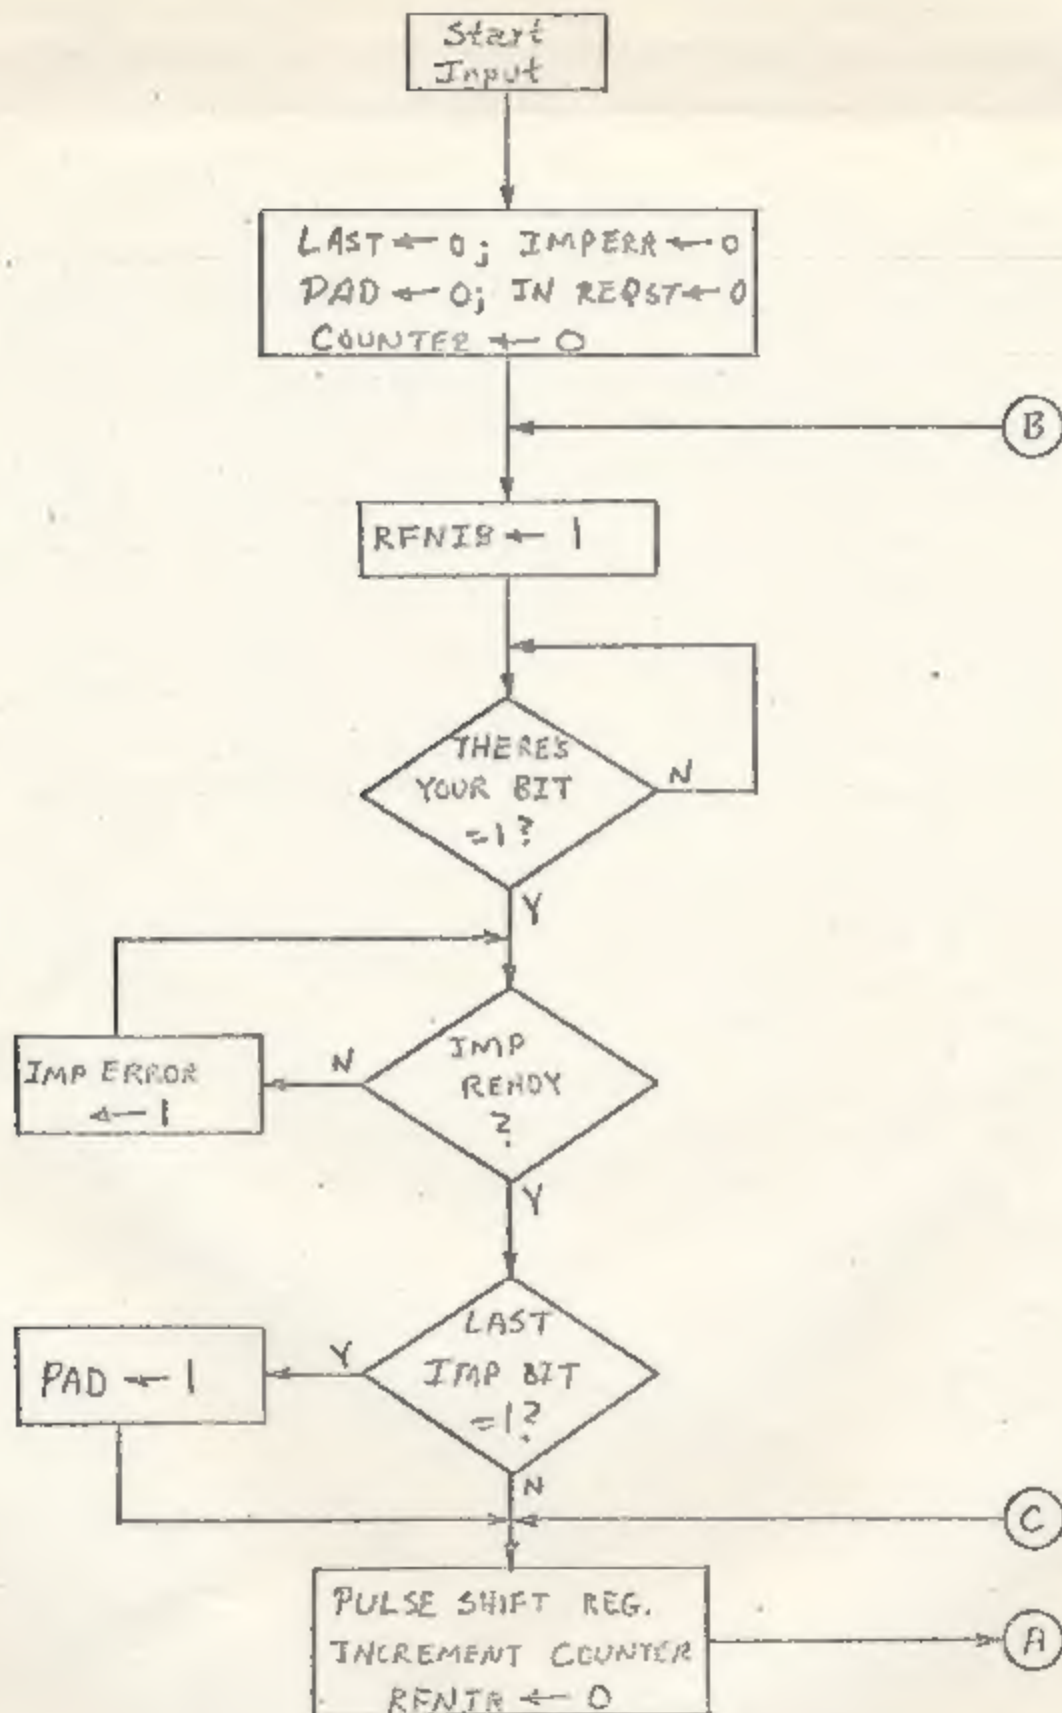 Start
Input
LAST ← 0; IMPERR ← 0
PAD ← 0; IN REQST ← 0
COUNTER ← 0
B
RFNIB ← 1
THERE'S
YOUR BIT
=1?
N
Y
IMP
READY
?
N
IMP ERROR
← 1
Y
LAST
IMP BIT
=1?
Y
PAD ← 1
N
C
PULSE SHIFT REG.
INCREMENT COUNTER
RFNIB ← 0
A